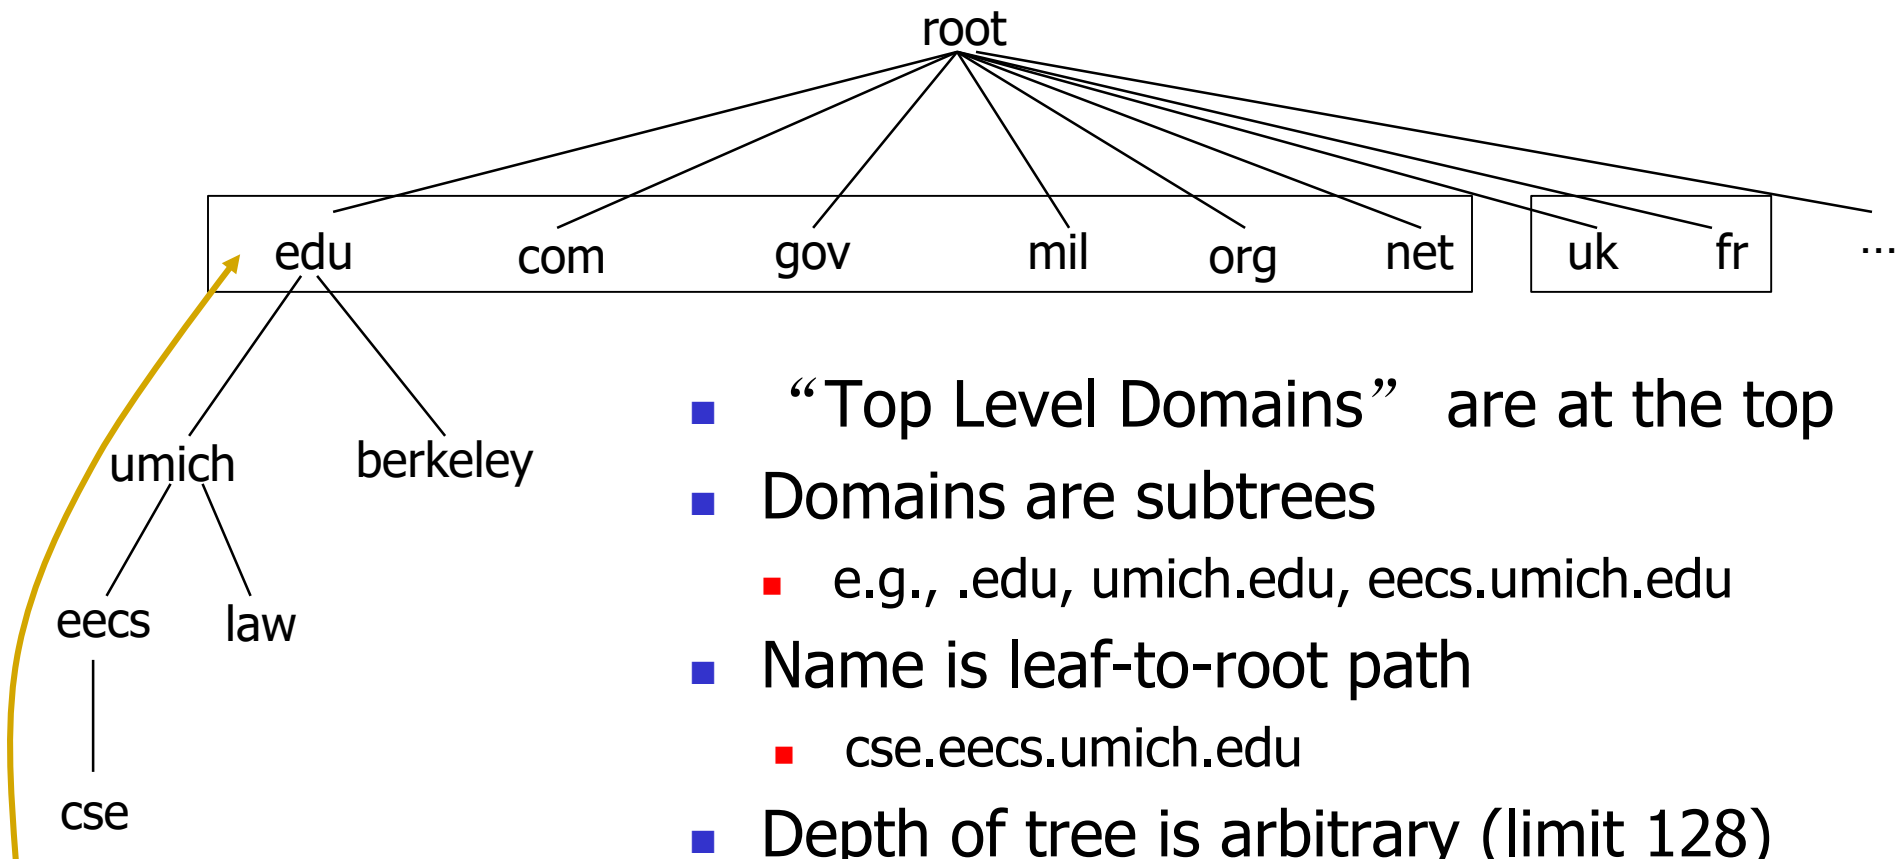 root
edu com gov mil org net uk fr ...
“Top Level Domains” are at the top
umich berkeley
Domains are subtrees
e.g., .edu, umich.edu, eecs.umich.edu
eecs law
Name is leaf-to-root path
cse.eecs.umich.edu
cse
Depth of tree is arbitrary (limit 128)